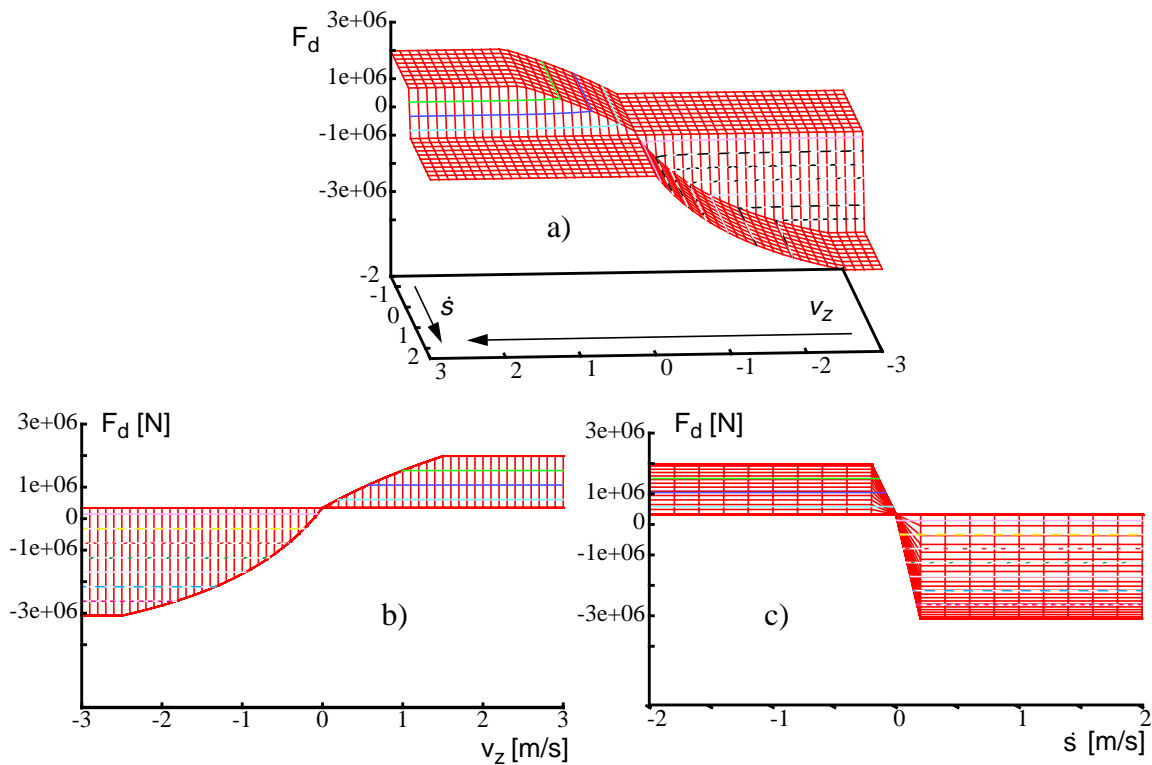 F_d
3e+06
1e+06
0
-1e+06
-3e+06
a)
-2
-1
0
1
2
ṡ
v_z
3
2
1
0
-1
-2
-3
3e+06
F_d [N]
1e+06
0
-1e+06
-3e+06
b)
-3
-2
-1
0
1
2
3
v_z [m/s]
3e+06
F_d [N]
1e+06
0
-1e+06
-3e+06
c)
-2
-1
0
1
2
ṡ [m/s]